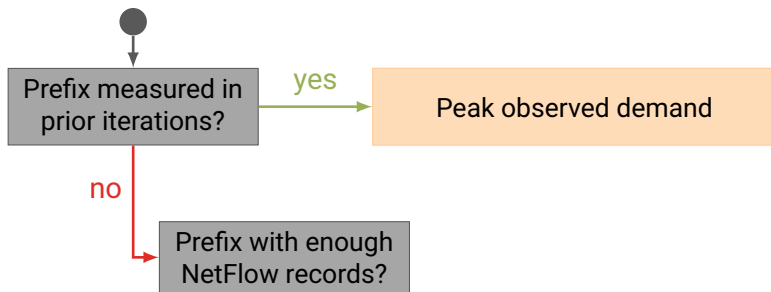 Prefix measured in
prior iterations?
yes
Peak observed demand
no
Prefix with enough
NetFlow records?